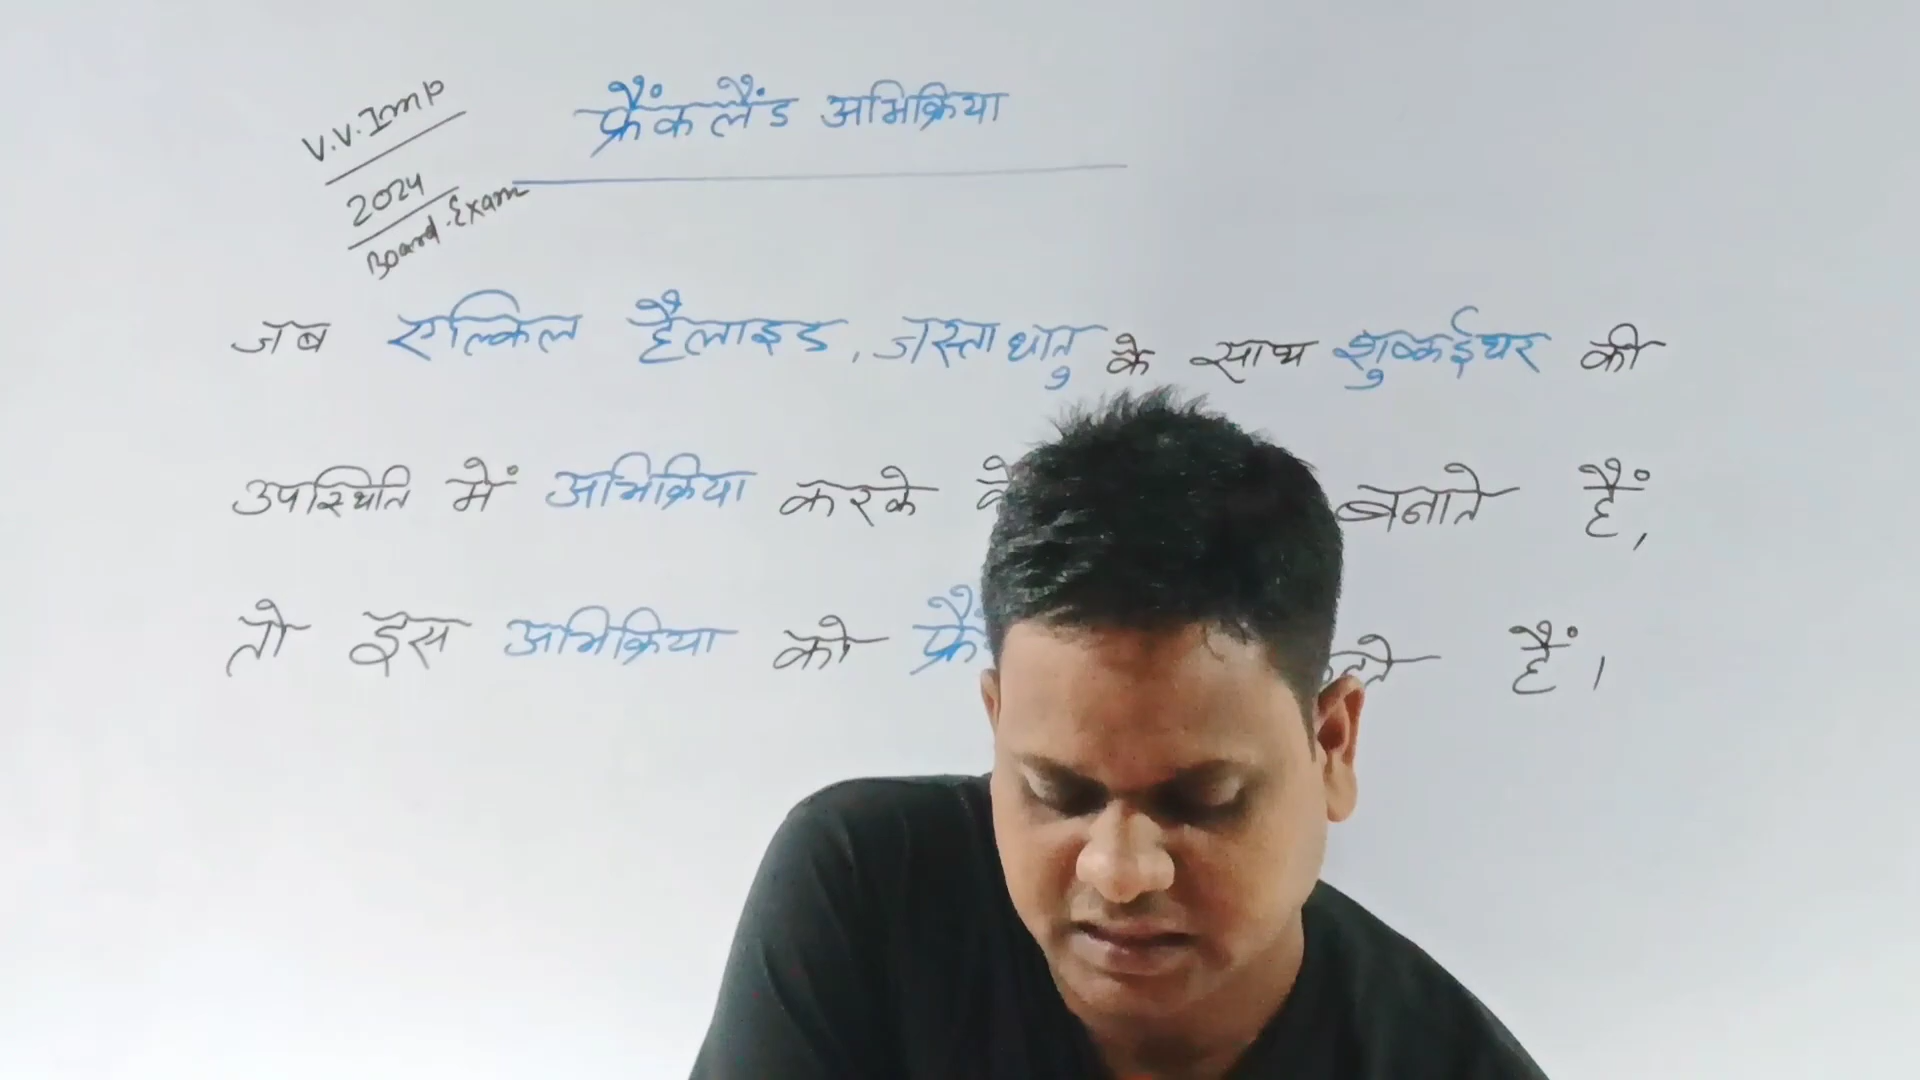 V.V.Imp
2024
Board.Exam
फ्रैंकलैंड अभिक्रिया
जब एल्किल हैलाइड, जस्ता धातु के साथ शुष्क ईथर की
उपस्थिति में अभिक्रिया करके बनाते हैं,
तो इस अभिक्रिया को हैं।